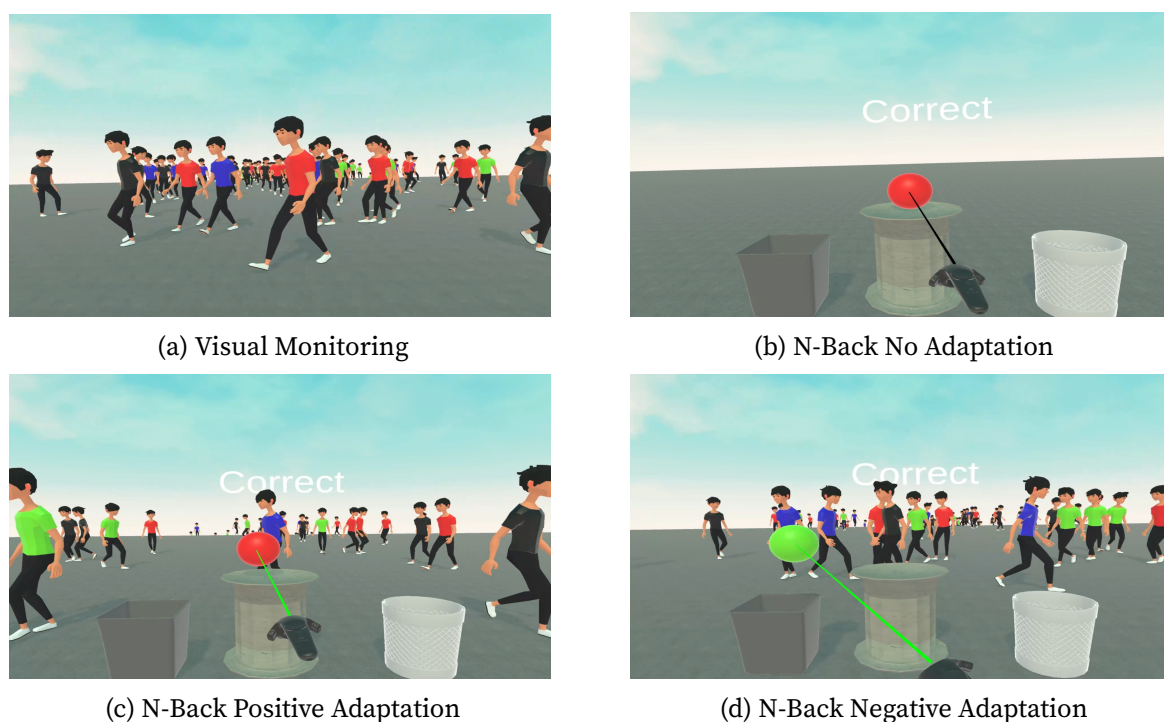 (a) Visual Monitoring
Correct
(b) N-Back No Adaptation
Correct
(c) N-Back Positive Adaptation
Correct
(d) N-Back Negative Adaptation